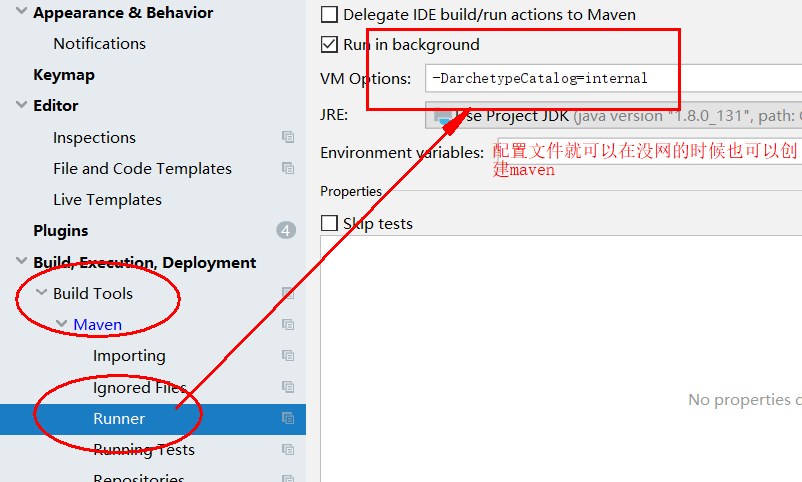 Appearance & Behavior
Notifications
Keymap
Editor
Inspections
File and Code Templates
Live Templates
Plugins
4
Build, Execution, Deployment
Build Tools
Maven
Importing
Ignored Files
Runner
Running Tests
Repositories
Delegate IDE build/run actions to Maven
Run in background
VM Options: -DarchetypeCatalog=internal
JRE: Use Project JDK (java version "1.8.0_131", path:
Environment variables:
配置文件就可以在没网的时候也可以创
建maven
Properties
Skip tests
No properties